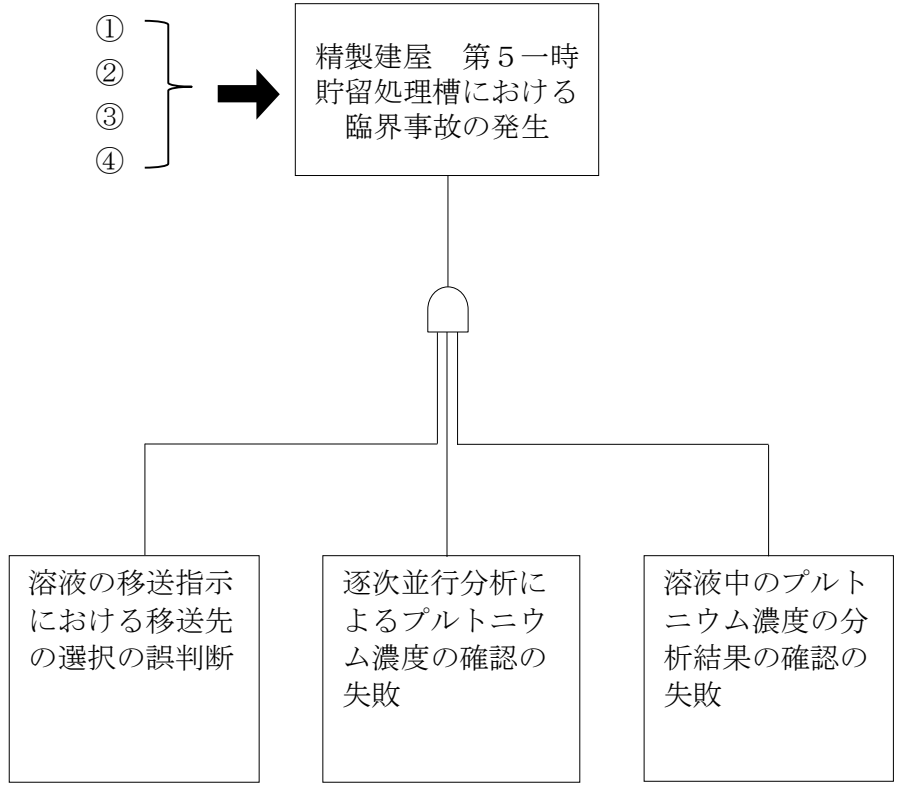 ①
②
③
④
精製建屋　第５一時
貯留処理槽における
臨界事故の発生
溶液の移送指示
における移送先
の選択の誤判断
逐次並行分析に
よるプルトニウ
ム濃度の確認の
失敗
溶液中のプルト
ニウム濃度の分
析結果の確認の
失敗